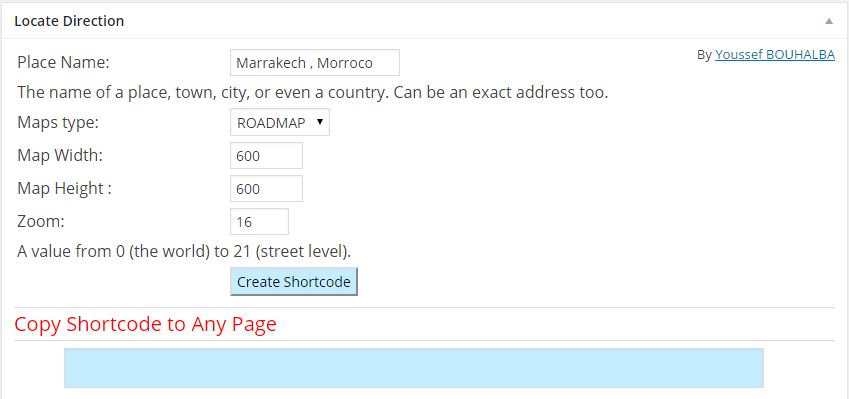 Locate Direction
By Youssef BOUHALBA
Place Name: Marrakech , Morroco
The name of a place, town, city, or even a country. Can be an exact address too.
Maps type: ROADMAP
Map Width: 600
Map Height : 600
Zoom: 16
A value from 0 (the world) to 21 (street level).
Create Shortcode
Copy Shortcode to Any Page